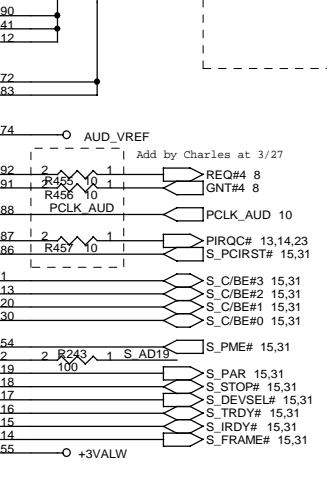 90
41
12
72
83
74 AUD_VREF
Add by Charles at 3/27
92 2 R455 10 1 REQ#4 8
91 2 R456 10 1 GNT#4 8
88 PCLK_AUD PCLK_AUD 10
87 2 R457 10 1 PIRQC# 13,14,23
86 S_PCIRST# 15,31
1 S_C/BE#3 15,31
13 S_C/BE#2 15,31
20 S_C/BE#1 15,31
30 S_C/BE#0 15,31
54 S_PME# 15,31
2 2 R243 100 1 S_AD19
19 S_PAR 15,31
18 S_STOP# 15,31
17 S_DEVSEL# 15,31
16 S_TRDY# 15,31
15 S_IRDY# 15,31
14 S_FRAME# 15,31
55 +3VALW